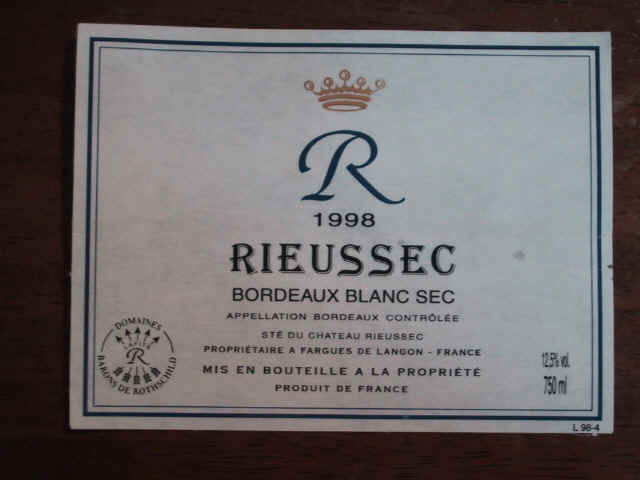 R
1998
RIEUSSEC
BORDEAUX BLANC SEC
APPELLATION BORDEAUX CONTRÔLÉE
STÉ DU CHATEAU RIEUSSEC
PROPRIÉTAIRE A FARGUES DE LANGON - FRANCE
MIS EN BOUTEILLE A LA PROPRIÉTÉ
PRODUIT DE FRANCE
DOMAINES
LAFITE
R
BARONS DE ROTHSCHILD
12,5% vol.
750 ml
L 98-4